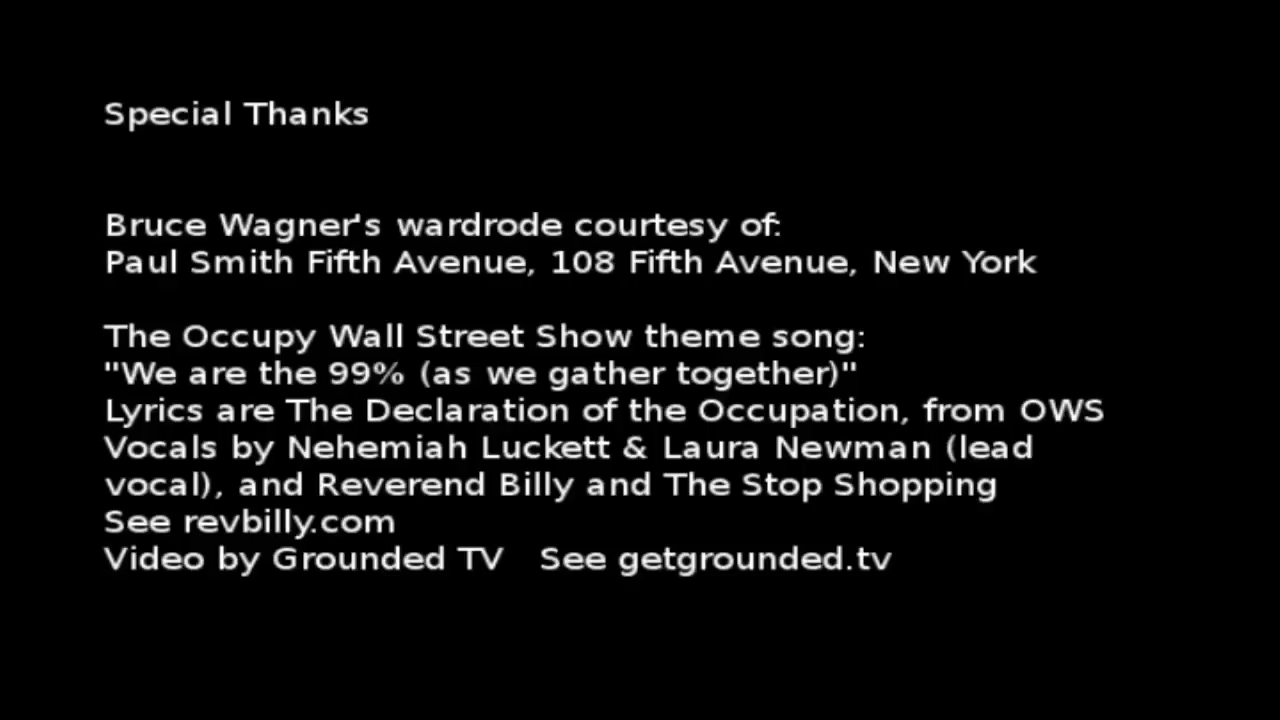 Special Thanks
Bruce Wagner's wardrode courtesy of:
Paul Smith Fifth Avenue, 108 Fifth Avenue, New York
The Occupy Wall Street Show theme song:
"We are the 99% (as we gather together)"
Lyrics are The Declaration of the Occupation, from OWS
Vocals by Nehemiah Luckett & Laura Newman (lead
vocal), and Reverend Billy and The Stop Shopping
See revbilly.com
Video by Grounded TV   See getgrounded.tv